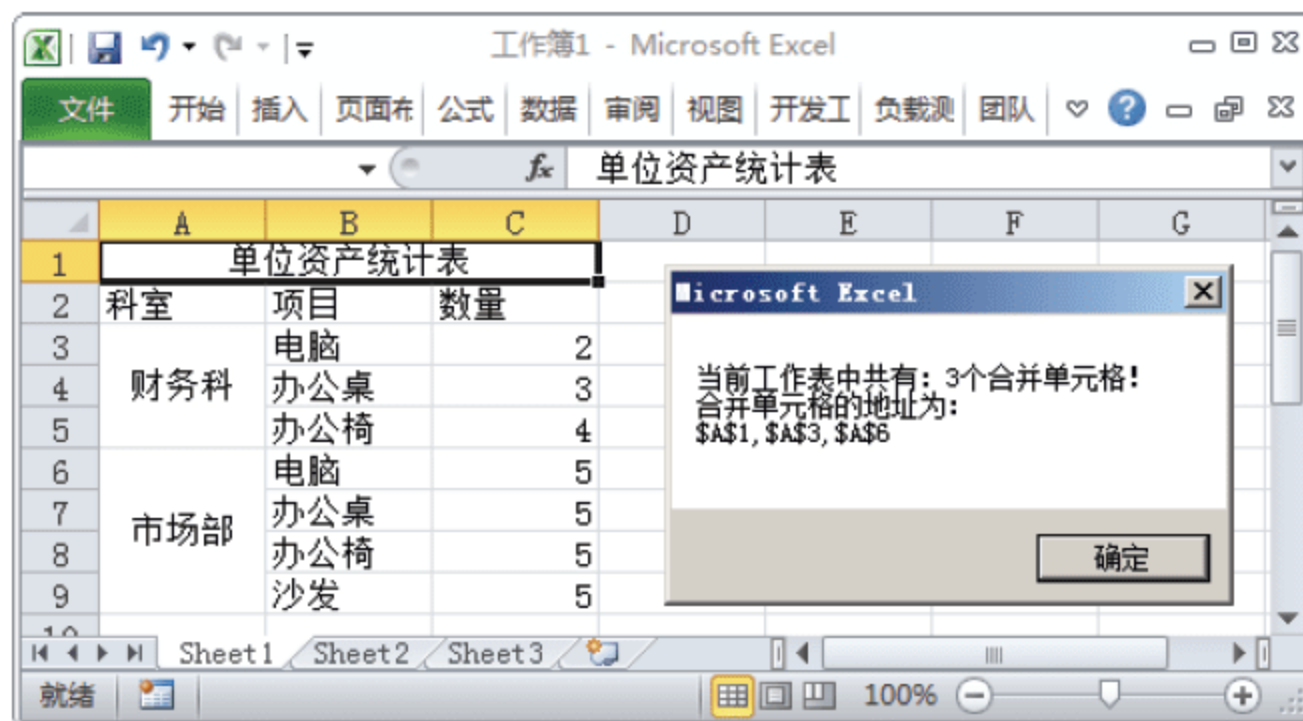 工作簿1 - Microsoft Excel
文件 开始 插入 页面布 公式 数据 审阅 视图 开发工 负载测 团队
fx 单位资产统计表
A B C D E F G
1 单位资产统计表
2 科室 项目 数量
3 电脑 2
4 财务科 办公桌 3
5 办公椅 4
6 电脑 5
7 市场部 办公桌 5
8 办公椅 5
9 沙发 5
10
Microsoft Excel
当前工作表中共有：3个合并单元格！
合并单元格的地址为：
$A$1,$A$3,$A$6
确定
Sheet1 Sheet2 Sheet3
就绪 100%